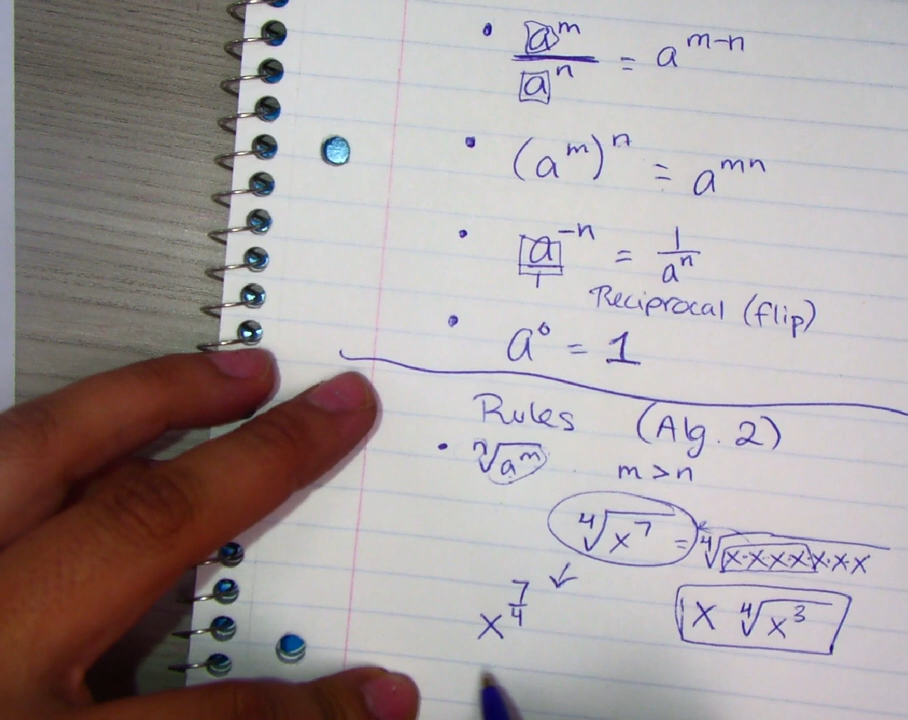 • a^m / a^n = a^{m-n}
• (a^m)^n = a^{mn}
• a^{-n} / 1 = 1 / a^n
Reciprocal (flip)
• a^0 = 1
Rules (Alg. 2)
• ⁿ√(a^m) m > n
⁴√(x^7) = ⁴√(x·x·x·x·x·x·x)
x^{7/4}
x ⁴√(x^3)